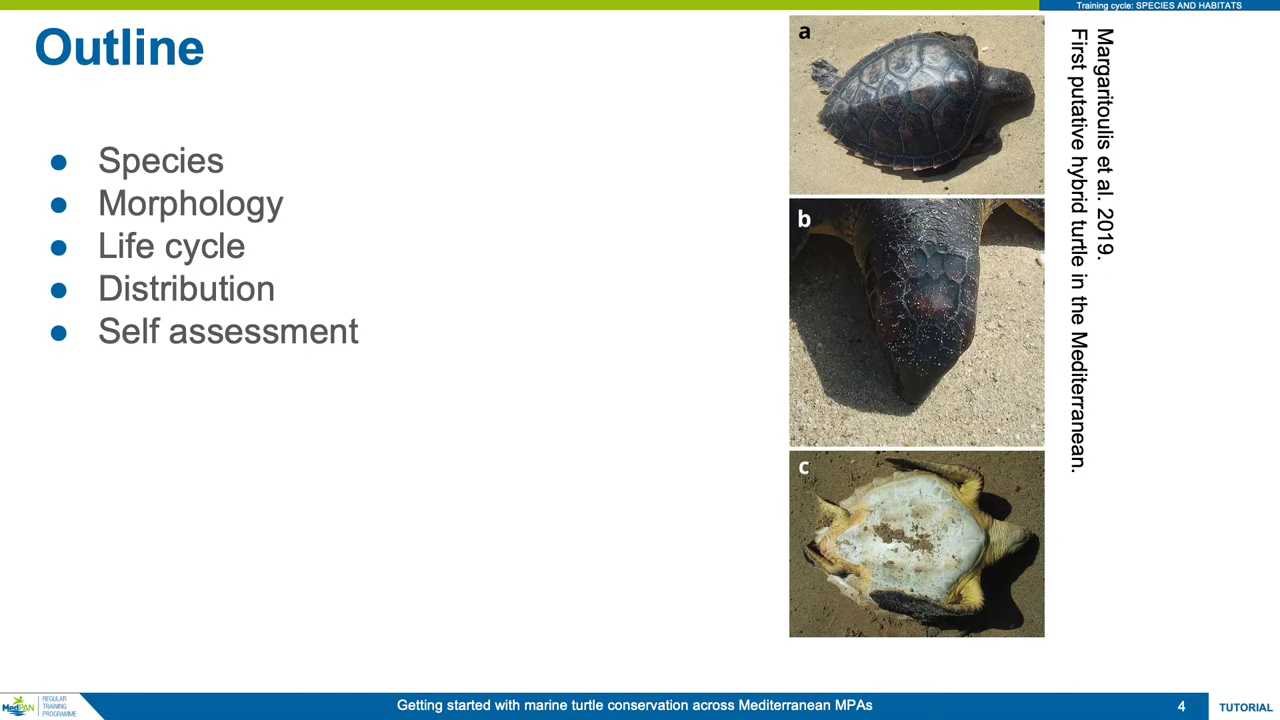 Training cycle: SPECIES AND HABITATS
Outline
● Species
● Morphology
● Life cycle
● Distribution
● Self assessment
a
b
c
Margaritoulis et al. 2019.
First putative hybrid turtle in the Mediterranean.
MedPAN
REGULAR
TRAINING
PROGRAMME
Getting started with marine turtle conservation across Mediterranean MPAs
4
TUTORIAL